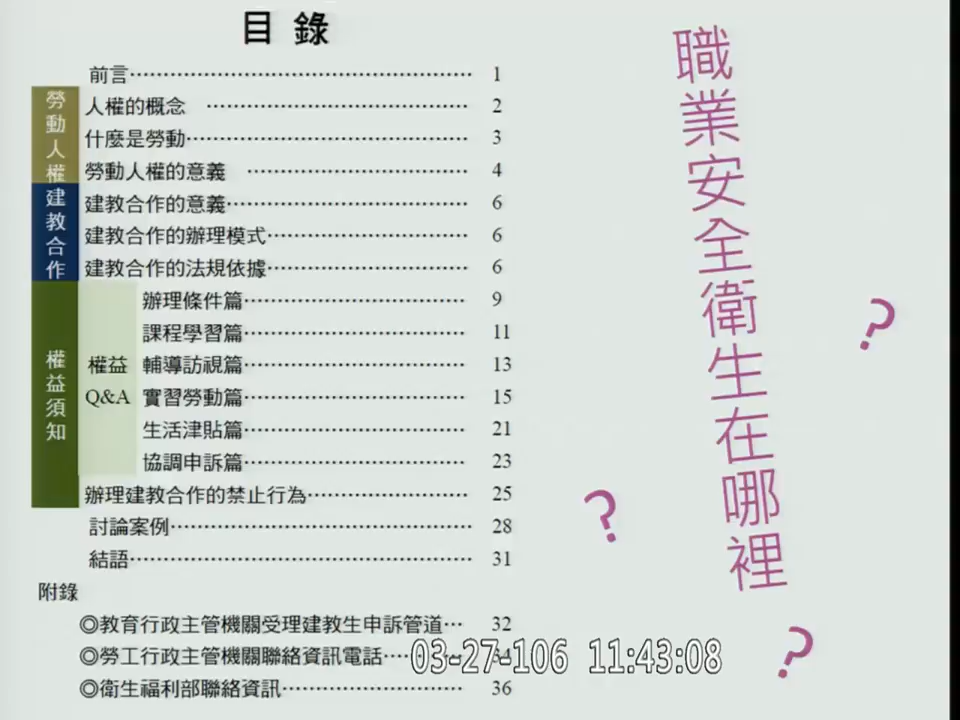 目 錄
前言 1
勞動人權
人權的概念 2
什麼是勞動 3
勞動人權的意義 4
建教合作
建教合作的意義 6
建教合作的辦理模式 6
建教合作的法規依據 6
權益須知
權益
Q&A
辦理條件篇 9
課程學習篇 11
輔導訪視篇 13
實習勞動篇 15
生活津貼篇 21
協調申訴篇 23
辦理建教合作的禁止行為 25
討論案例 28
結語 31
附錄
◎教育行政主管機關受理建教生申訴管道 32
◎勞工行政主管機關聯絡資訊電話 34
◎衛生福利部聯絡資訊 36
職業安全衛生在哪裡
?
?
?
03-27-106 11:43:08